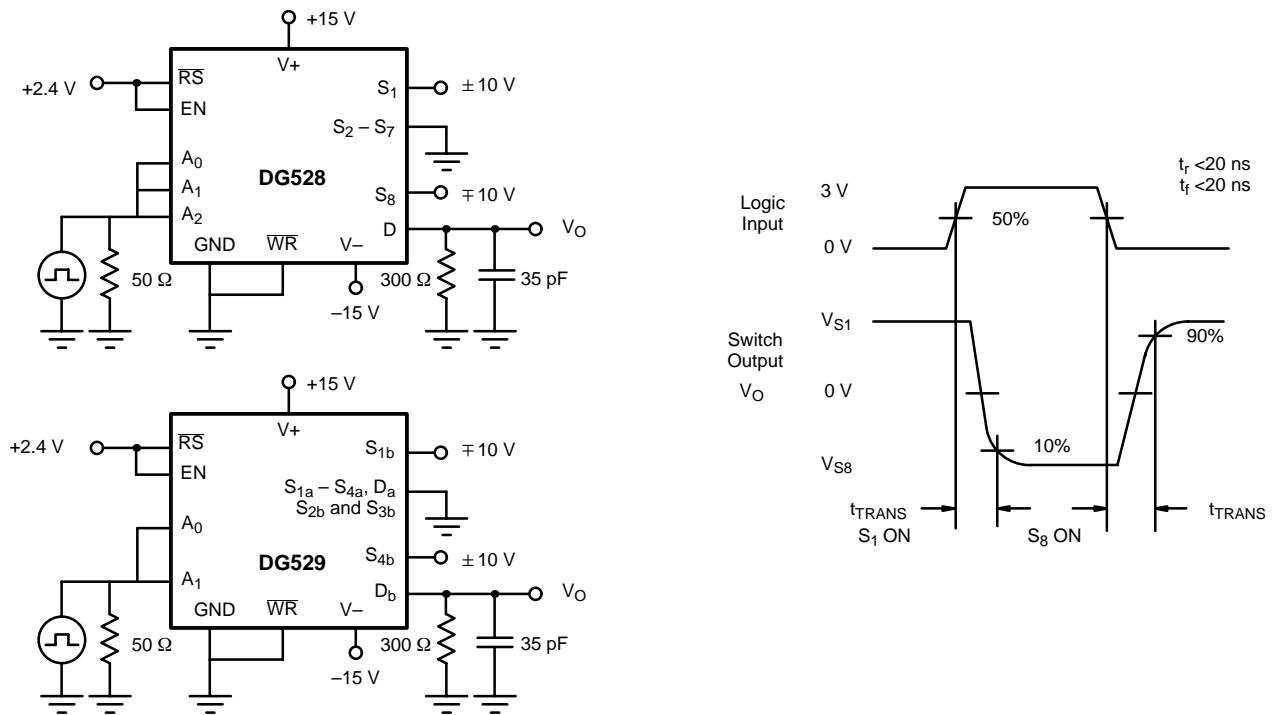 +15 V
V+
+2.4 V
RS
EN
S1
± 10 V
S2 – S7
A0
A1
A2
DG528
S8
∓ 10 V
D
VO
GND
WR
V–
50 Ω
300 Ω
35 pF
–15 V
+15 V
V+
+2.4 V
RS
EN
S1b
∓ 10 V
S1a – S4a, Da
S2b and S3b
A0
A1
DG529
S4b
± 10 V
Db
VO
GND
WR
V–
50 Ω
300 Ω
35 pF
–15 V
tr <20 ns
tf <20 ns
Logic
Input
3 V
50%
0 V
Switch
Output
VO
VS1
90%
0 V
10%
VS8
tTRANS
tTRANS
S1 ON
S8 ON